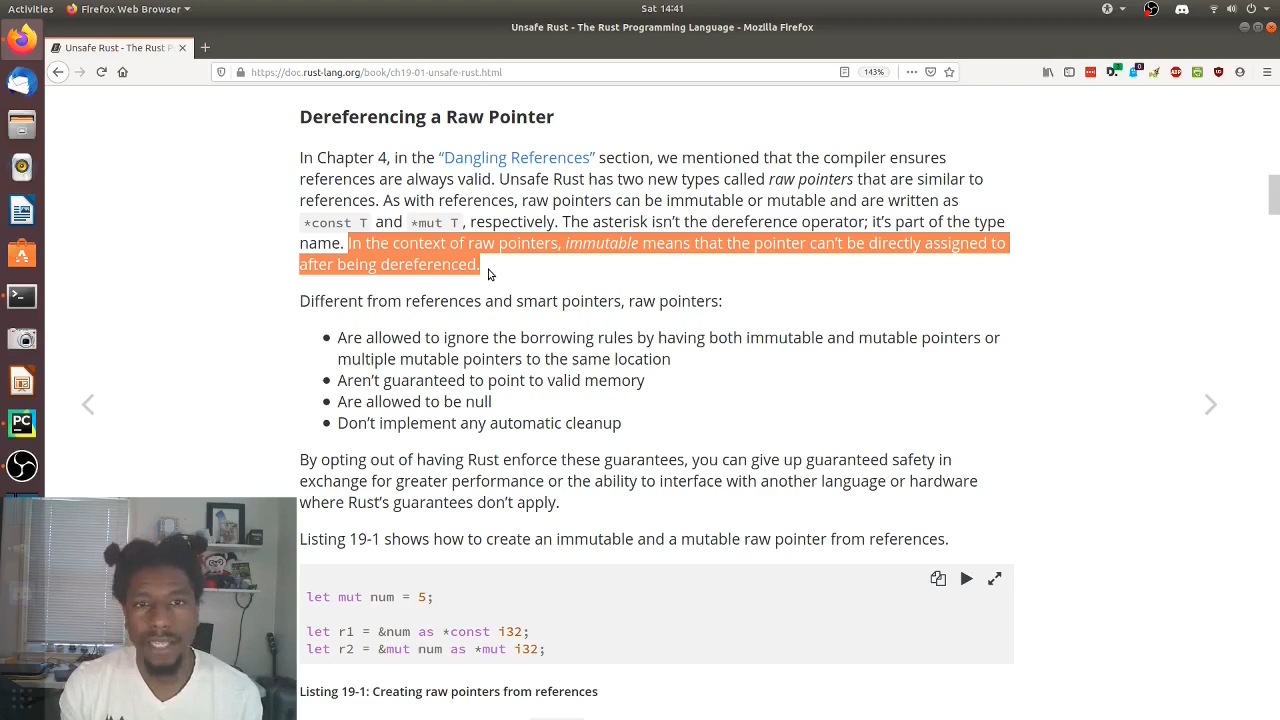 Activities
Firefox Web Browser
Sat 14:41
Unsafe Rust - The Rust Programming Language - Mozilla Firefox
Unsafe Rust - The Rust P
https://doc.rust-lang.org/book/ch19-01-unsafe-rust.html
143%
Dereferencing a Raw Pointer
In Chapter 4, in the “Dangling References” section, we mentioned that the compiler ensures
references are always valid. Unsafe Rust has two new types called raw pointers that are similar to
references. As with references, raw pointers can be immutable or mutable and are written as
*const T and *mut T, respectively. The asterisk isn’t the dereference operator; it’s part of the type
name. In the context of raw pointers, immutable means that the pointer can’t be directly assigned to
after being dereferenced.
Different from references and smart pointers, raw pointers:
Are allowed to ignore the borrowing rules by having both immutable and mutable pointers or
multiple mutable pointers to the same location
Aren’t guaranteed to point to valid memory
Are allowed to be null
Don’t implement any automatic cleanup
By opting out of having Rust enforce these guarantees, you can give up guaranteed safety in
exchange for greater performance or the ability to interface with another language or hardware
where Rust’s guarantees don’t apply.
Listing 19-1 shows how to create an immutable and a mutable raw pointer from references.
let mut num = 5;
let r1 = &num as *const i32;
let r2 = &mut num as *mut i32;
Listing 19-1: Creating raw pointers from references
PC